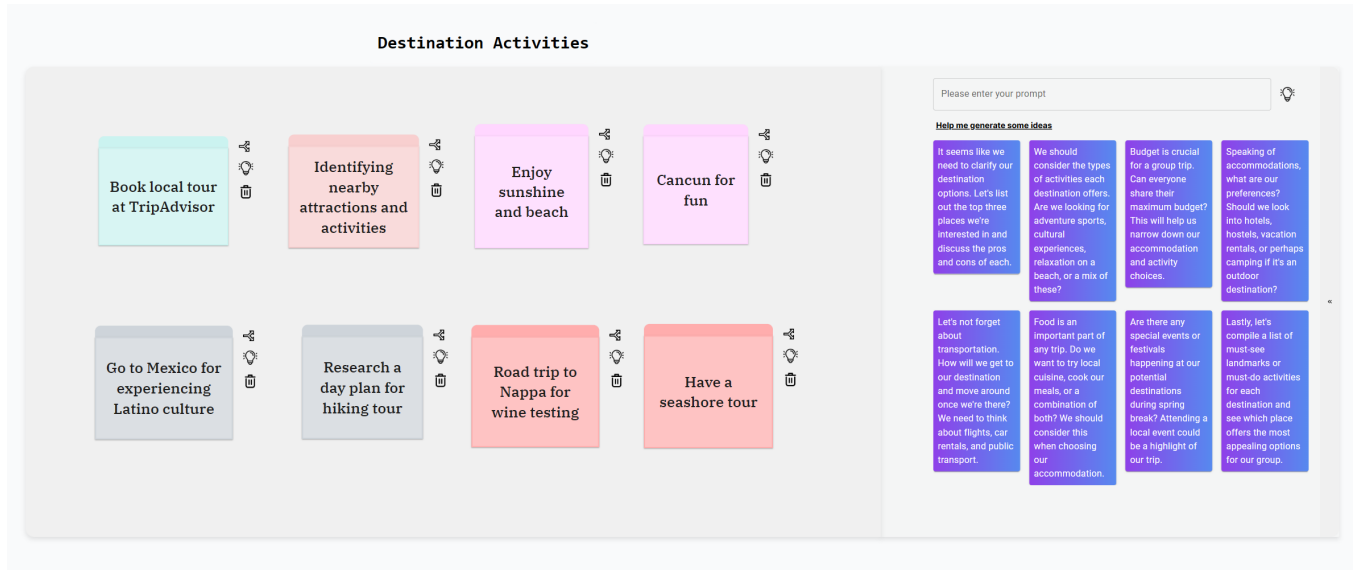 Destination Activities
Book local tour
at TripAdvisor
Identifying
nearby
attractions and
activities
Enjoy
sunshine
and beach
Cancun for
fun
Go to Mexico for
experiencing
Latino culture
Research a
day plan for
hiking tour
Road trip to
Nappa for
wine testing
Have a
seashore tour
Please enter your prompt
Help me generate some ideas
It seems like we
need to clarify our
destination
options. Let's list
out the top three
places we're
interested in and
discuss the pros
and cons of each.
We should
consider the types
of activities each
destination offers.
Are we looking for
adventure sports,
cultural
experiences,
relaxation on a
beach, or a mix of
these?
Budget is crucial
for a group trip.
Can everyone
share their
maximum budget?
This will help us
narrow down our
accommodation
and activity
choices.
Speaking of
accommodations,
what are our
preferences?
Should we look
into hotels,
hostels, vacation
rentals, or perhaps
camping if it's an
outdoor
destination?
Let's not forget
about
transportation.
How will we get to
our destination
and move around
once we're there?
We need to think
about flights, car
rentals, and public
transport.
Food is an
important part of
any trip. Do we
want to try local
cuisine, cook our
meals, or a
combination of
both? We should
consider this
when choosing
our
accommodation.
Are there any
special events or
festivals
happening at our
potential
destinations
during spring
break? Attending a
local event could
be a highlight of
our trip.
Lastly, let's
compile a list of
must-see
landmarks or
must-do activities
for each
destination and
see which place
offers the most
appealing options
for our group.
«